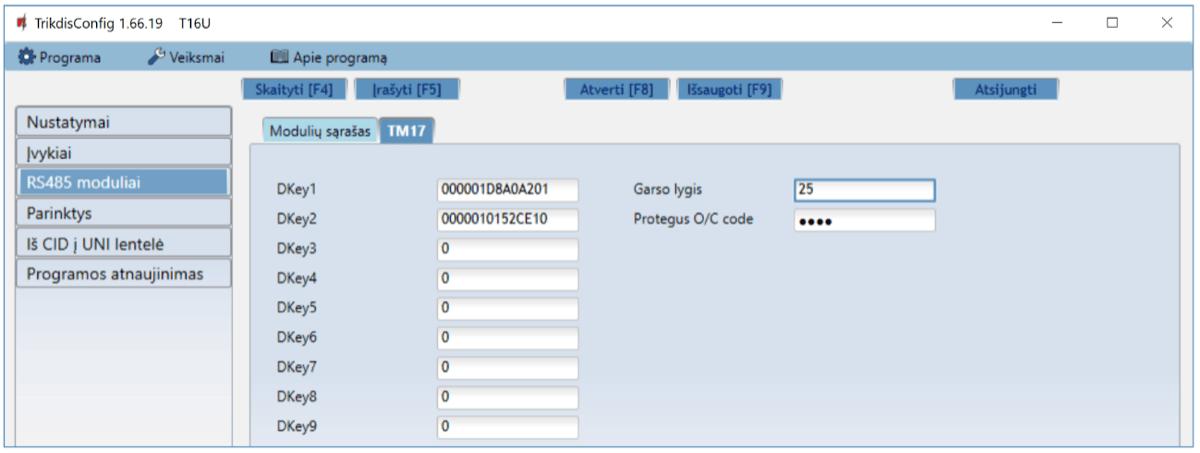 TrikdisConfig 1.66.19 T16U
Programa Veiksmai Apie programą
Skaityti [F4] Įrašyti [F5] Atverti [F8] Išsaugoti [F9] Atsijungti
Nustatymai
Įvykiai
RS485 moduliai
Parinktys
Iš CID į UNI lentelė
Programos atnaujinimas
Modulių sąrašas TM17
DKey1 000001D8A0A201 Garso lygis 25
DKey2 0000010152CE10 Protegus O/C code ●●●●
DKey3 0
DKey4 0
DKey5 0
DKey6 0
DKey7 0
DKey8 0
DKey9 0